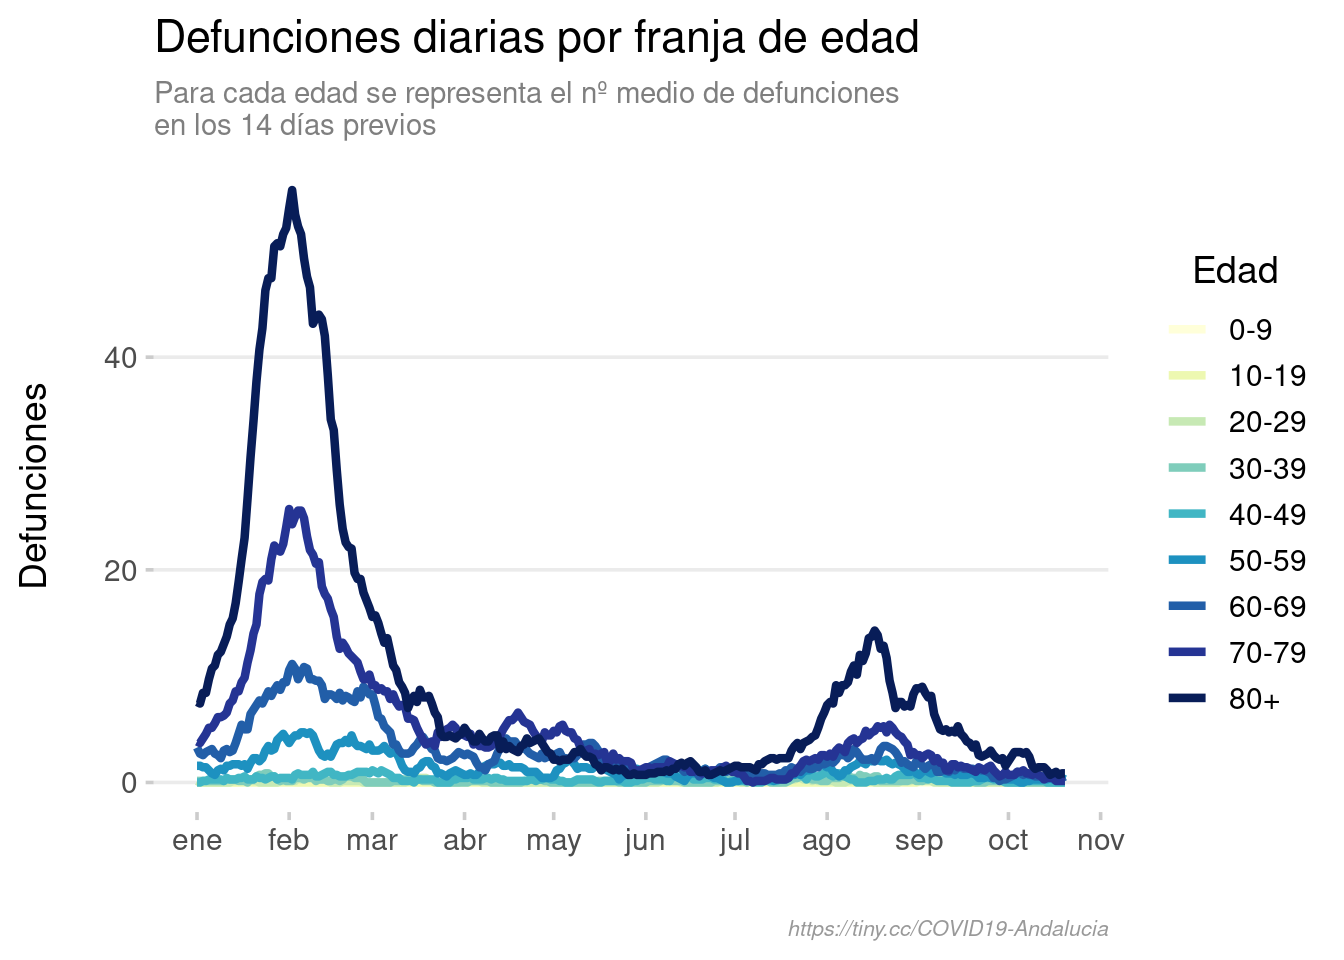 Defunciones diarias por franja de edad
Para cada edad se representa el nº medio de defunciones
en los 14 días previos
Defunciones
40
20
0
ene feb mar abr may jun jul ago sep oct nov
Edad
0-9
10-19
20-29
30-39
40-49
50-59
60-69
70-79
80+
https://tiny.cc/COVID19-Andalucia